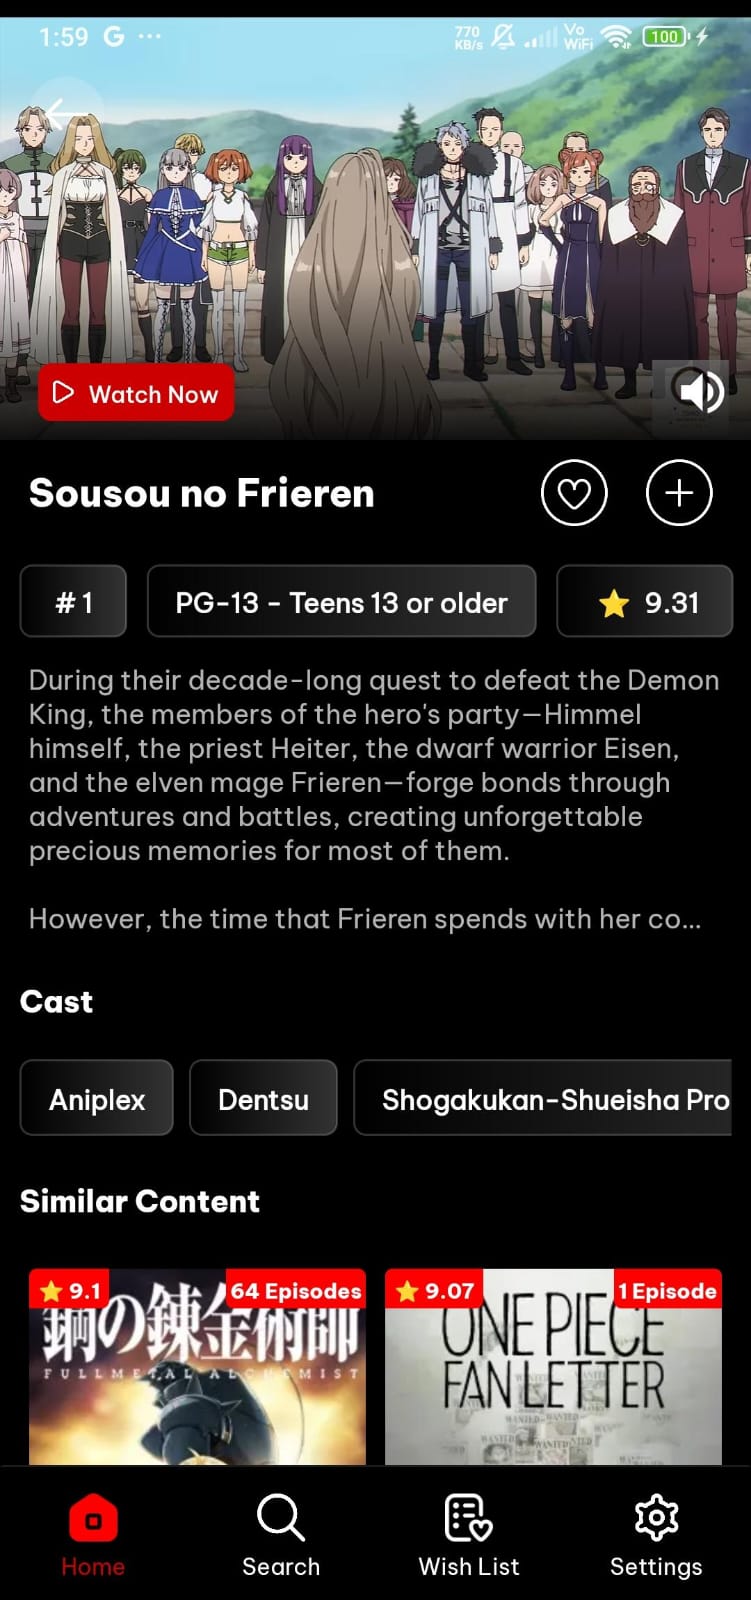 1:59 G ...
770 KB/s Vo WiFi 100
Watch Now
Sousou no Frieren
# 1
PG-13 - Teens 13 or older
⭐ 9.31
During their decade-long quest to defeat the Demon
King, the members of the hero's party—Himmel
himself, the priest Heiter, the dwarf warrior Eisen,
and the elven mage Frieren—forge bonds through
adventures and battles, creating unforgettable
precious memories for most of them.
However, the time that Frieren spends with her co...
Cast
Aniplex
Dentsu
Shogakukan-Shueisha Pro
Similar Content
⭐ 9.1
64 Episodes
鋼の錬金術師
FULLMETAL ALCHEMIST
⭐ 9.07
1 Episode
ONE PIECE
FAN LETTER
WANTED
WANTED
WANTED
WANTED
Home
Search
Wish List
Settings